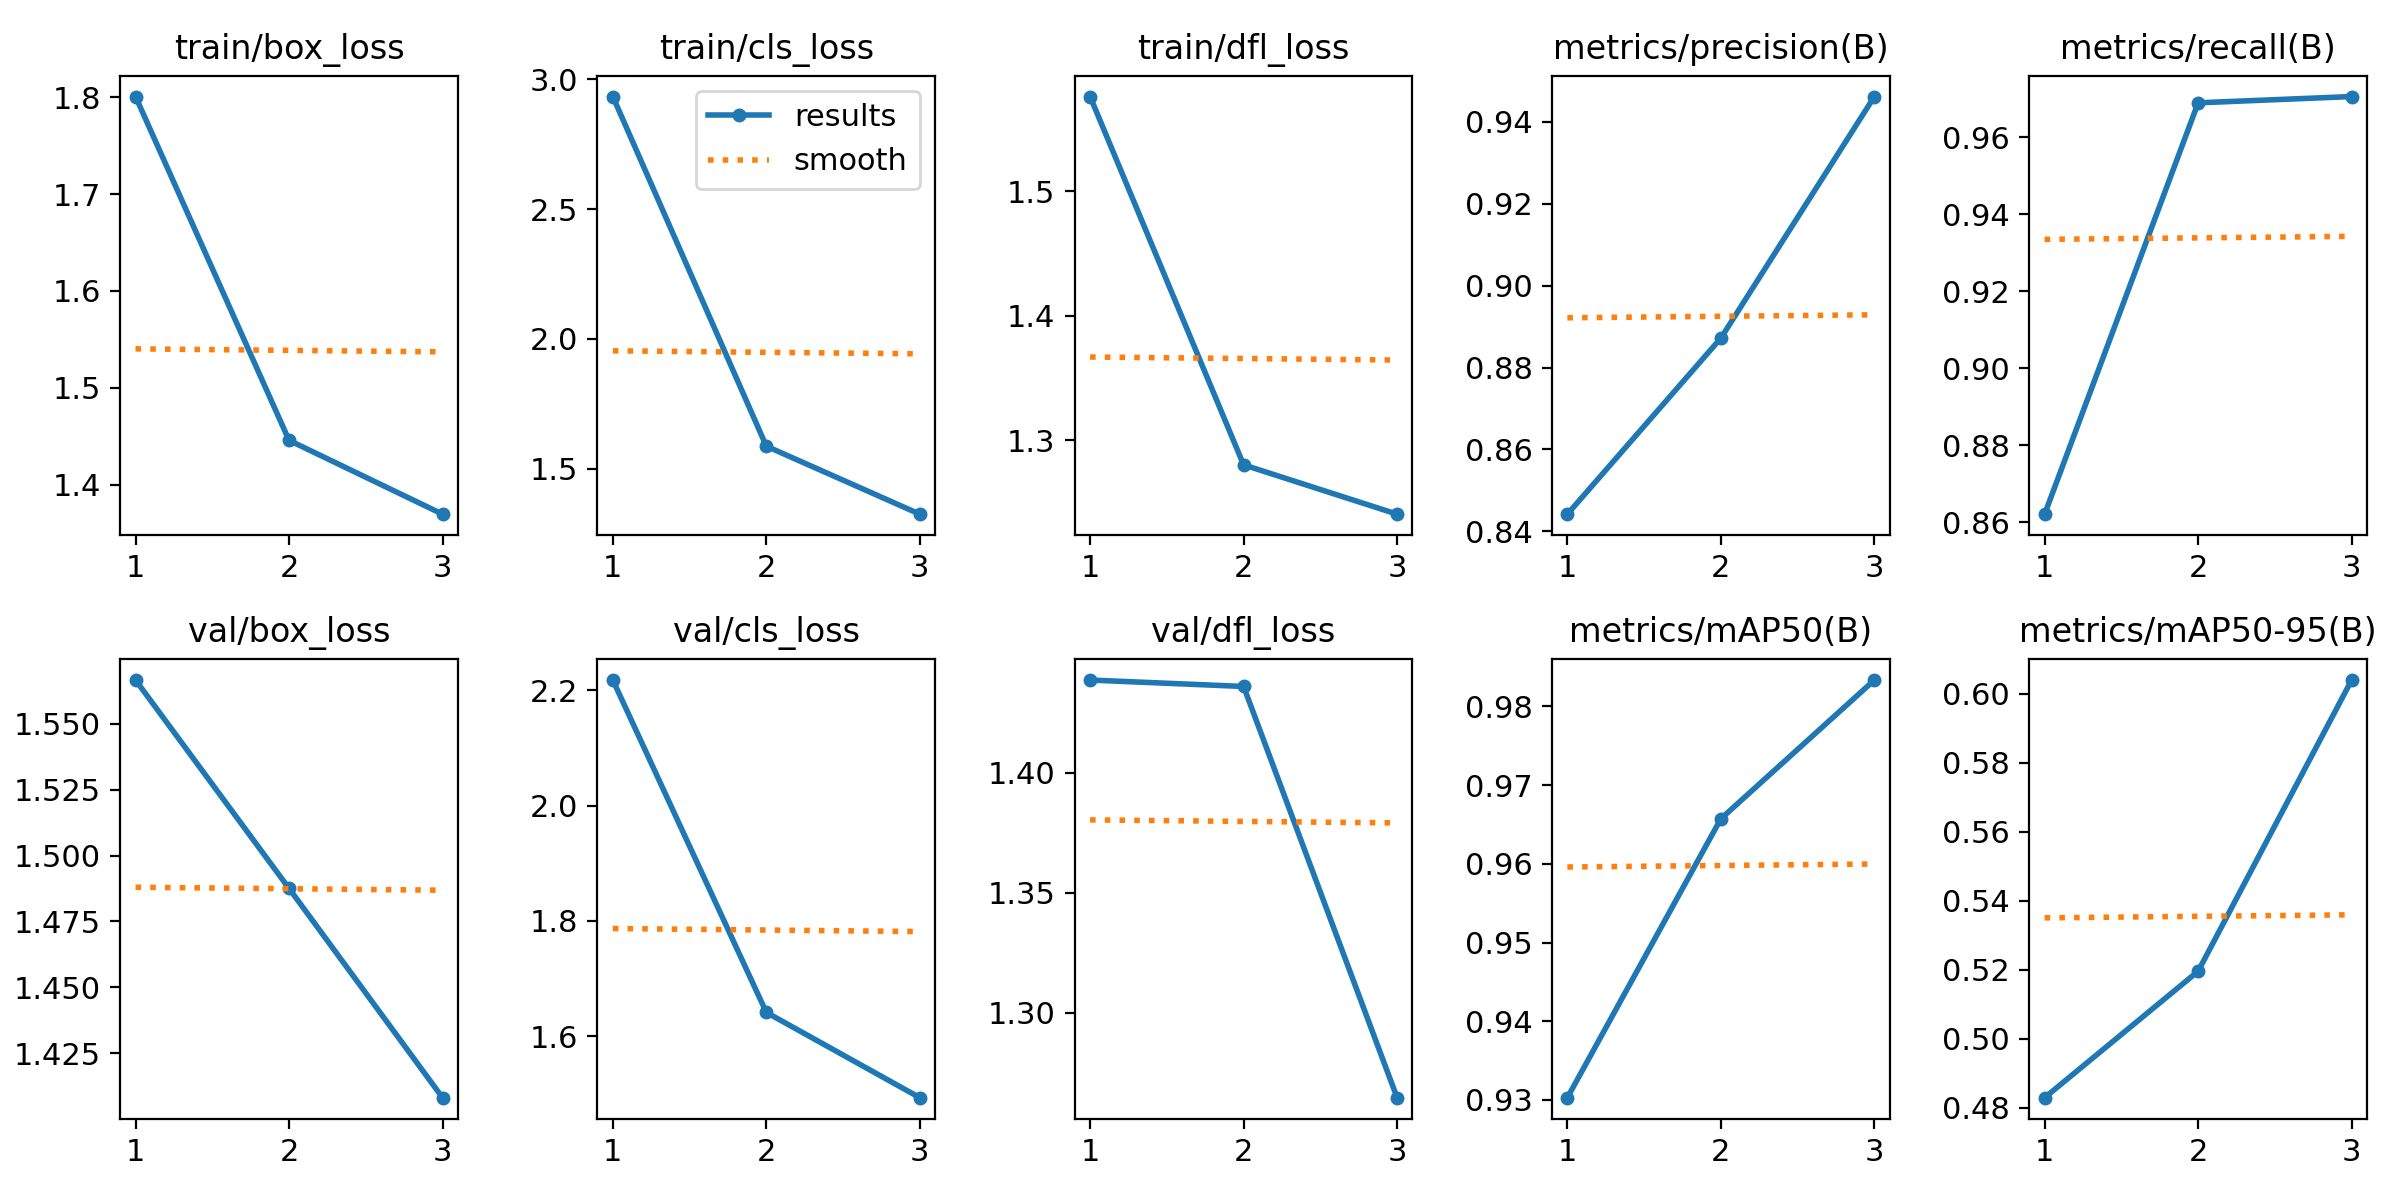 train/box_loss
1.8
1.7
1.6
1.5
1.4
1 2 3
train/cls_loss
3.0
2.5
2.0
1.5
results
smooth
1 2 3
train/dfl_loss
1.5
1.4
1.3
1 2 3
metrics/precision(B)
0.94
0.92
0.90
0.88
0.86
0.84
1 2 3
metrics/recall(B)
0.96
0.94
0.92
0.90
0.88
0.86
1 2 3
val/box_loss
1.550
1.525
1.500
1.475
1.450
1.425
1 2 3
val/cls_loss
2.2
2.0
1.8
1.6
1 2 3
val/dfl_loss
1.40
1.35
1.30
1 2 3
metrics/mAP50(B)
0.98
0.97
0.96
0.95
0.94
0.93
1 2 3
metrics/mAP50-95(B)
0.60
0.58
0.56
0.54
0.52
0.50
0.48
1 2 3